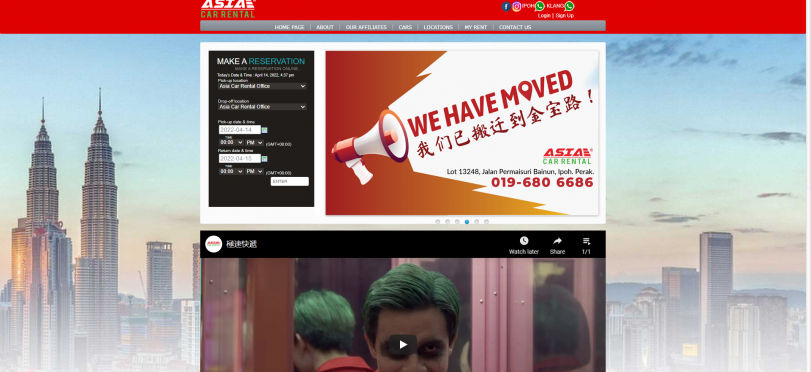 ASIA
CAR RENTAL
IPOH KLANG
Login | Sign Up
HOME PAGE | ABOUT | OUR AFFILIATES | CARS | LOCATIONS | MY RENT | CONTACT US
MAKE A RESERVATION
MAKE A RESERVATION ONLINE.
Today's Date & Time : April 14, 2022, 4:37 pm
Pick-up location
Asia Car Rental Office
Drop-off location
Asia Car Rental Office
Pick-up date & time
2022-04-14
TIME
00:00 PM (GMT+08:00)
Return date & time
2022-04-15
TIME
00:00 PM (GMT+08:00)
WE HAVE MOVED
我们已搬迁到金宝路！
ASIA
CAR RENTAL
Lot 13248, Jalan Permaisuri Bainun, Ipoh. Perak.
019-680 6686
極速快遞
Watch later
Share
1/1